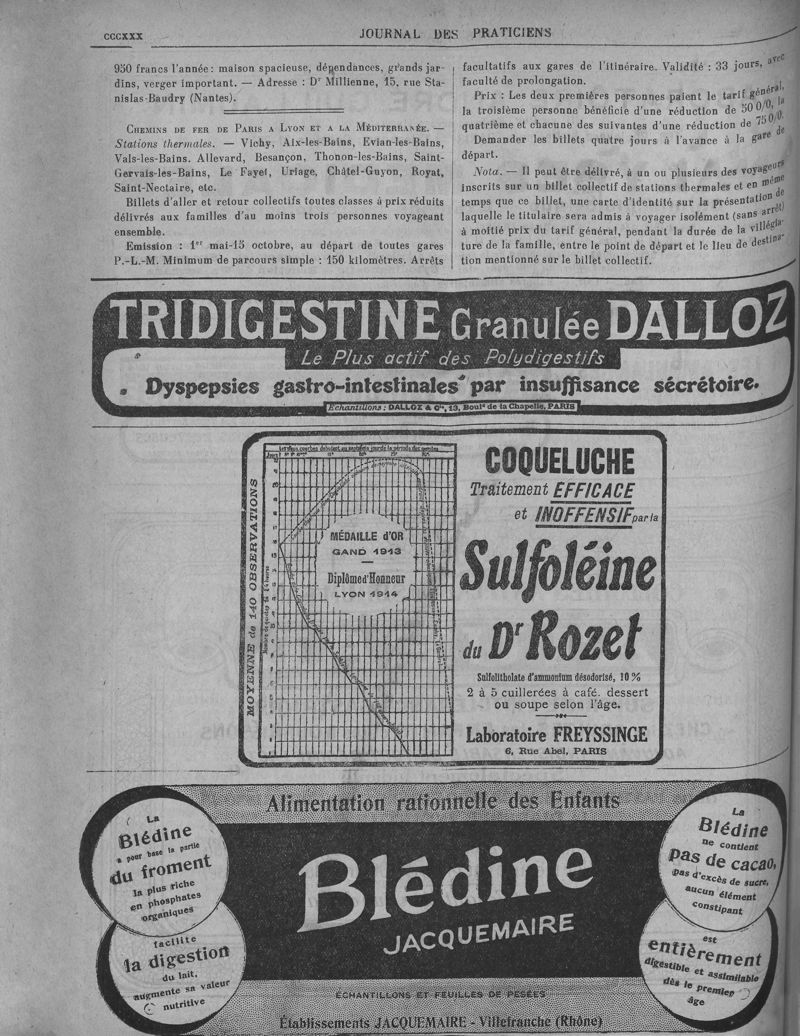 CCCXXX
JOURNAL DES PRATICIENS
950 francs l'année : maison spacieuse, dépendances, grands jar-
dins, verger important. — Adresse : Dr Millienne, 15, rue Sta-
nislas-Baudry (Nantes).
Chemins de fer de Paris a Lyon et a la Méditerranée. —
Stations thermales. — Vichy, Aix-les-Bains, Evian-les-Bains,
Vals-les-Bains. Allevard, Besançon, Thonon-les-Bains, Saint-
Gervais-les-Bains, Le Fayet, Uriage, Châtel-Guyon, Royat,
Saint-Nectaire, etc.
Billets d'aller et retour collectifs toutes classes à prix réduits
délivrés aux familles d'au moins trois personnes voyageant
ensemble.
Emission : 1er mai-15 octobre, au départ de toutes gares
P.-L.-M. Minimum de parcours simple : 150 kilomètres. Arrêts
facultatifs aux gares de l'itinéraire. Validité : 33 jours, avec
faculté de prolongation.
Prix : Les deux premières personnes paient le tarif général,
la troisième personne bénéficie d'une réduction de 50 0/0, la
quatrième et chacune des suivantes d'une réduction de 75 0/0.
Demander les billets quatre jours à l'avance à la gare de
départ.
Nota. — Il peut être délivré, à un ou plusieurs des voyageurs
inscrits sur un billet collectif de stations thermales et en même
temps que ce billet, une carte d'identité sur la présentation de
laquelle le titulaire sera admis à voyager isolément (sans arrêt)
à moitié prix du tarif général, pendant la durée de la villégia-
ture de la famille, entre le point de départ et le lieu de destina-
tion mentionné sur le billet collectif.
TRIDIGESTINE Granulée DALLOZ
Le Plus actif des Polydigestifs
Dyspepsies gastro-intestinales par insuffisance sécrétoire.
Echantillons : DALLOZ & Cie, 13, Bould de la Chapelle, PARIS
MOYENNE de 140 OBSERVATIONS
MÉDAILLE d'OR
GAND 1913
Diplôme d'Honneur
LYON 1914
COQUELUCHE
Traitement EFFICACE
et INOFFENSIF par la
Sulfoléine
du Dr Rozet
Sulfolitholate d'ammonium désodorisé, 10 %
2 à 5 cuillerées à café. dessert
ou soupe selon l'âge.
Laboratoire FREYSSINGE
6, Rue Abel, PARIS
Alimentation rationnelle des Enfants
La
Blédine
a pour base la partie
du froment
la plus riche
en phosphates
organiques
facilite
la digestion
du lait,
augmente sa valeur
nutritive
Blédine
JACQUEMAIRE
La
Blédine
ne contient
pas de cacao,
pas d'excès de sucre,
aucun élément
constipant
est
entièrement
digestible et assimilable
dès le premier
âge
ÉCHANTILLONS ET FEUILLES DE PESÉES
Établissements JACQUEMAIRE - Villefranche (Rhône)